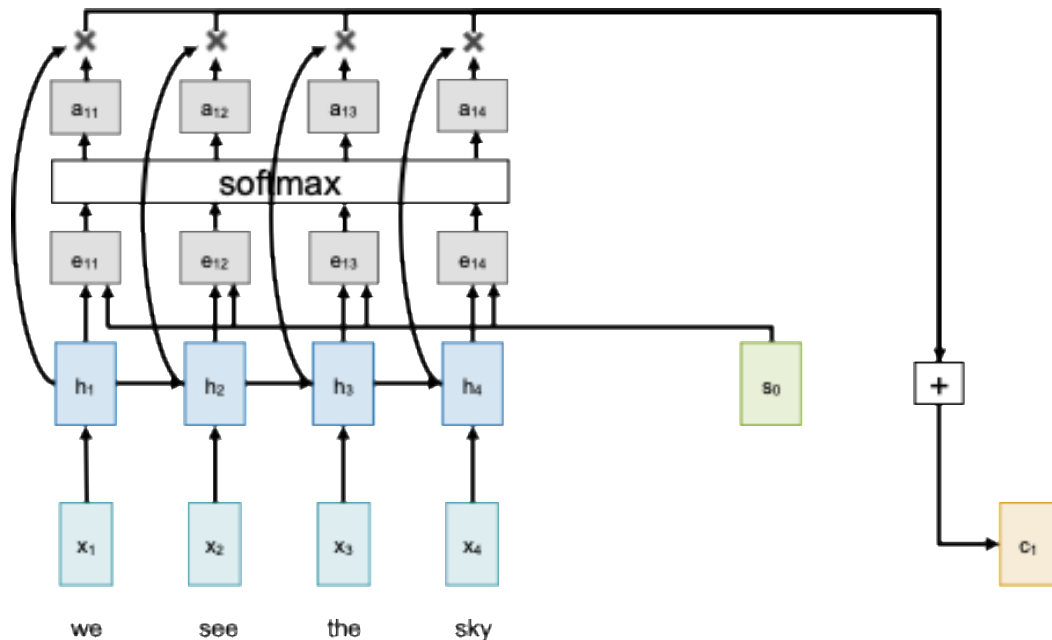 a₁₁ a₁₂ a₁₃ a₁₄
softmax
e₁₁ e₁₂ e₁₃ e₁₄
h₁ h₂ h₃ h₄ s₀ +
x₁ x₂ x₃ x₄ c₁
we see the sky